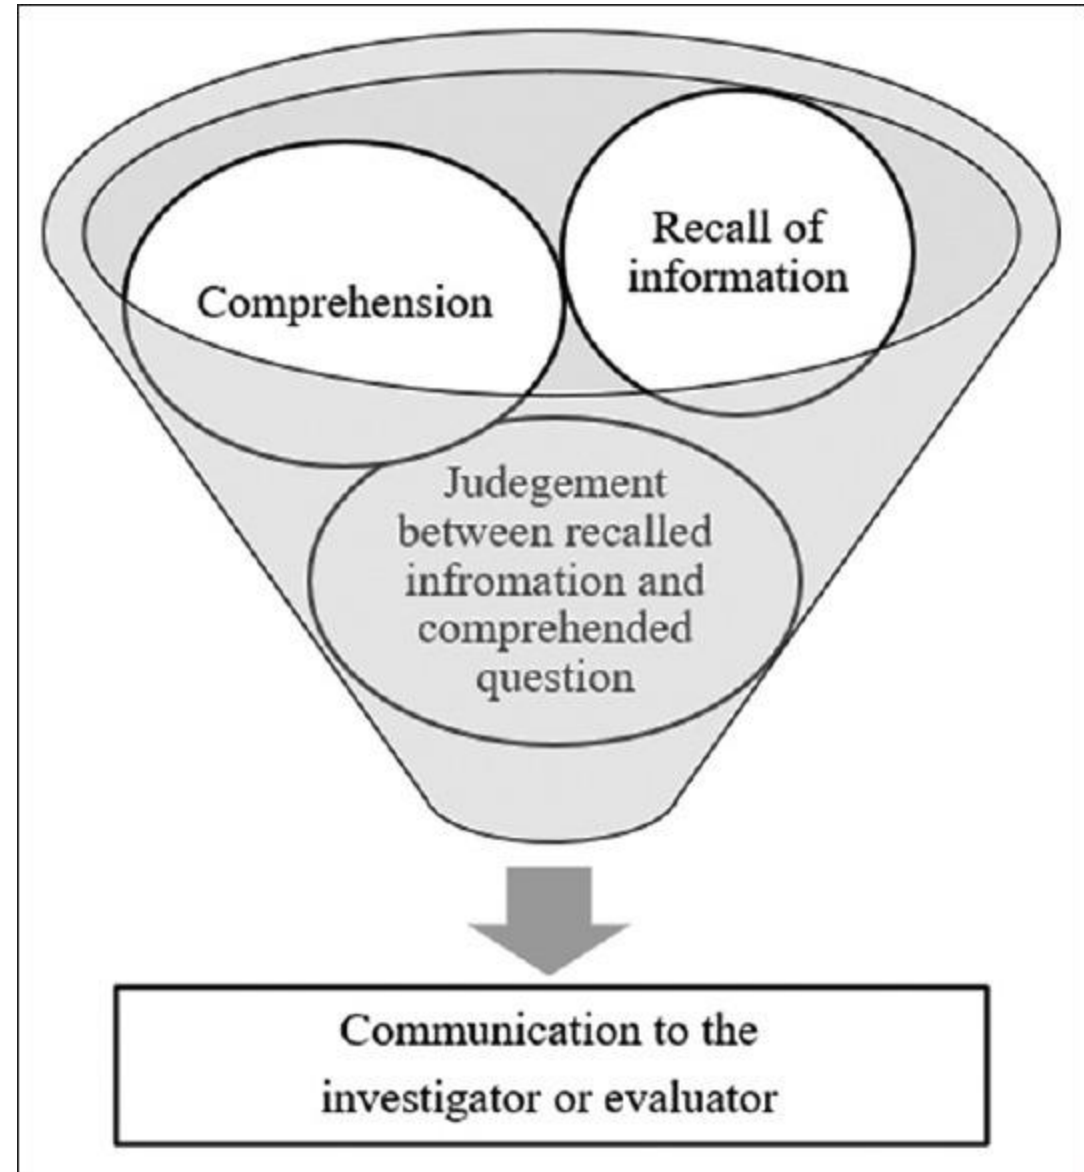 Comprehension
Recall of
information
Judegement
between recalled
infromation and
comprehended
question
Communication to the
investigator or evaluator